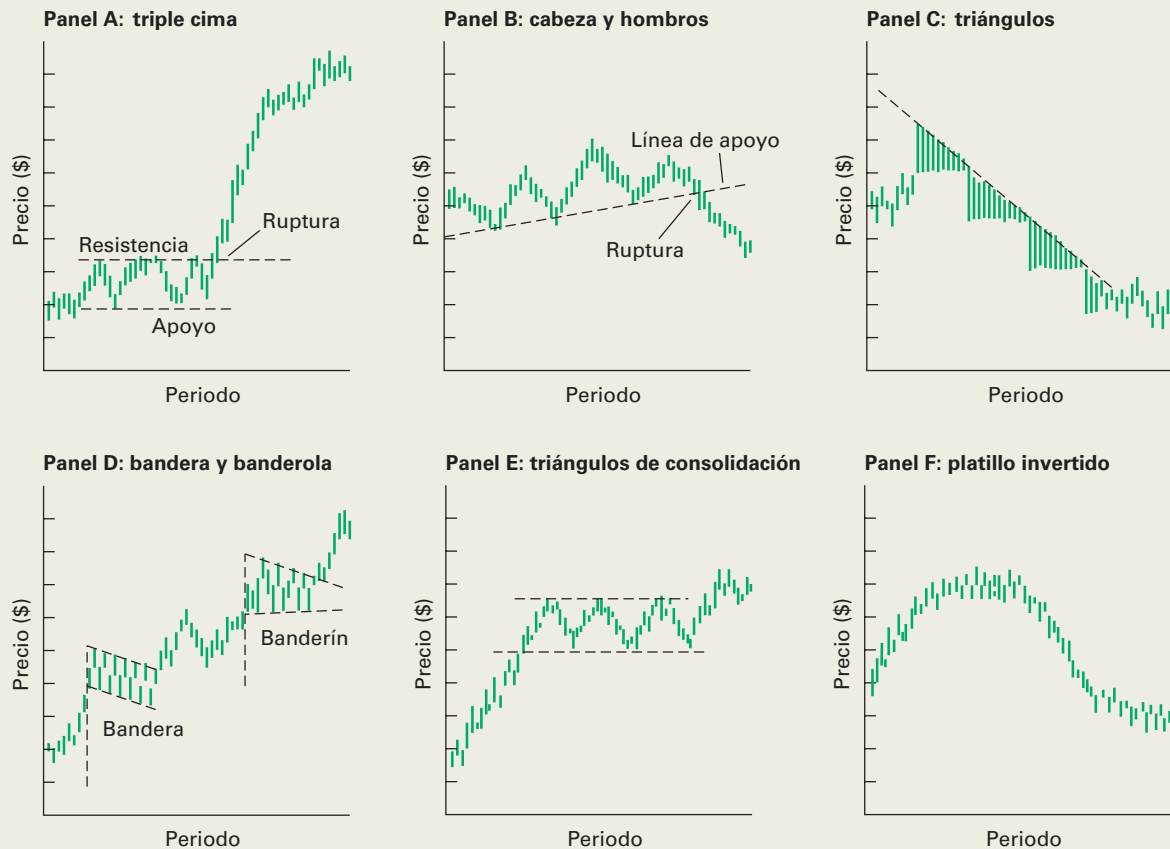 Panel A: triple cima
Precio ($)
Resistencia
Ruptura
Apoyo
Periodo
Panel B: cabeza y hombros
Precio ($)
Línea de apoyo
Ruptura
Periodo
Panel C: triángulos
Precio ($)
Periodo
Panel D: bandera y banderola
Precio ($)
Bandera
Banderín
Periodo
Panel E: triángulos de consolidación
Precio ($)
Periodo
Panel F: platillo invertido
Precio ($)
Periodo